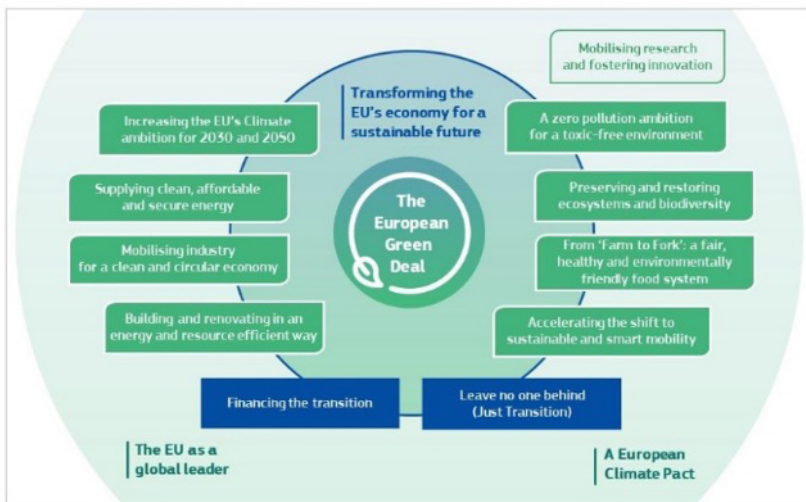 Mobilising research
and fostering innovation
Transforming the
EU's economy for a
sustainable future
Increasing the EU's Climate
ambition for 2030 and 2050
A zero pollution ambition
for a toxic-free environment
Supplying clean, affordable
and secure energy
Preserving and restoring
ecosystems and biodiversity
The
European
Green
Deal
Mobilising industry
for a clean and circular economy
From 'Farm to Fork': a fair,
healthy and environmentally
friendly food system
Building and renovating in an
energy and resource efficient way
Accelerating the shift to
sustainable and smart mobility
Financing the transition
Leave no one behind
(Just Transition)
The EU as a
global leader
A European
Climate Pact